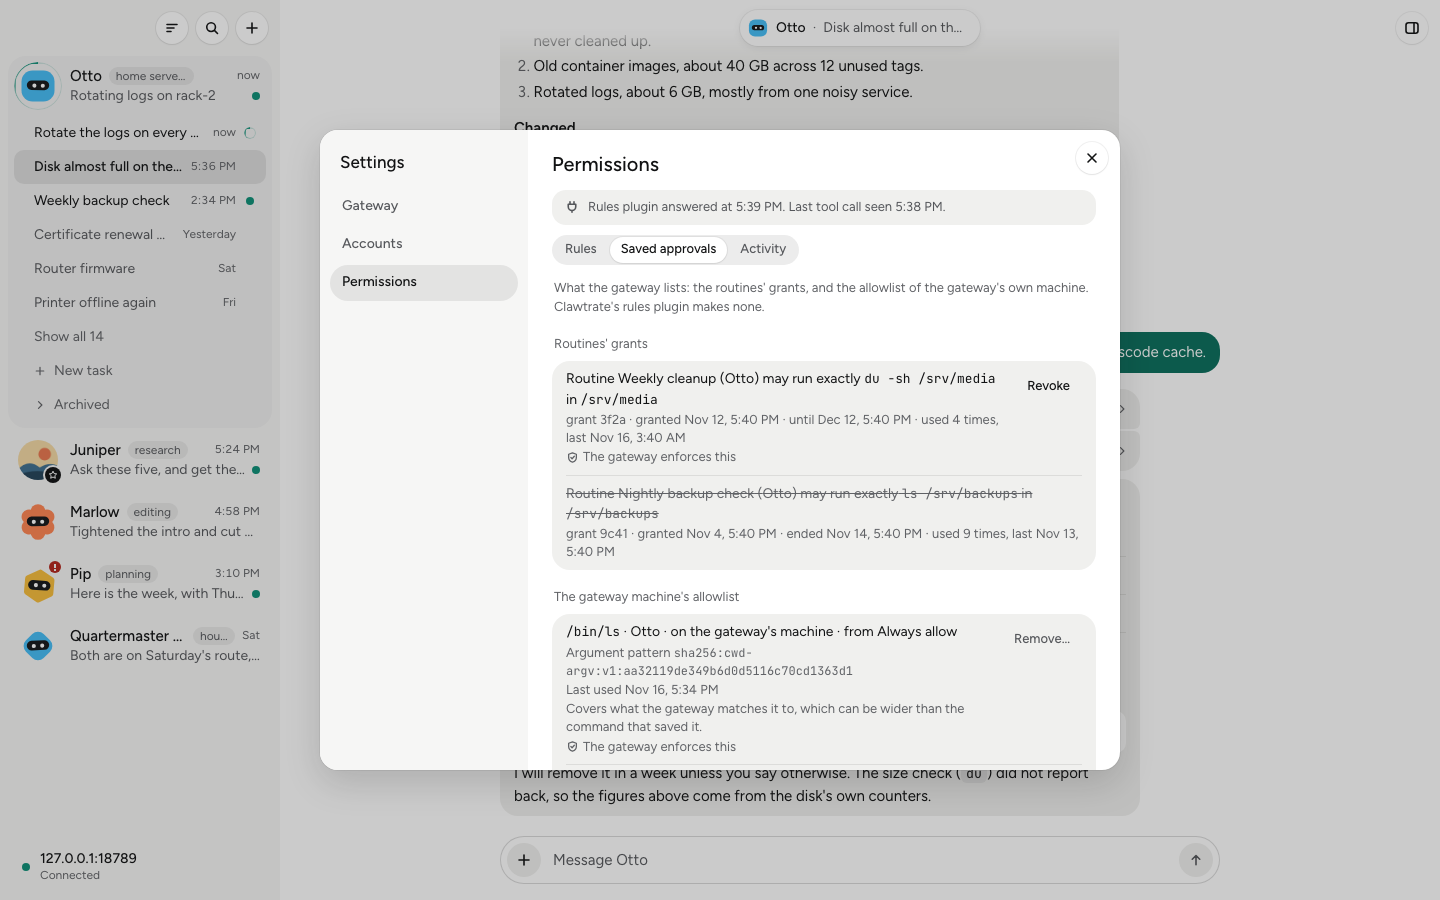 Otto
home serve...
now
Rotating logs on rack-2
Rotate the logs on every ...
now
Disk almost full on the...
5:36 PM
Weekly backup check
2:34 PM
Certificate renewal ...
Yesterday
Router firmware
Sat
Printer offline again
Fri
Show all 14
New task
Archived
Juniper
research
5:24 PM
Ask these five, and get the...
Marlow
editing
4:58 PM
Tightened the intro and cut ...
Pip
planning
3:10 PM
Here is the week, with Thu...
Quartermaster ...
hou...
Sat
Both are on Saturday's route,...
127.0.0.1:18789
Connected
Otto · Disk almost full on th...
never cleaned up.
2. Old container images, about 40 GB across 12 unused tags.
3. Rotated logs, about 6 GB, mostly from one noisy service.
Changed
Settings
Gateway
Accounts
Permissions
Permissions
Rules plugin answered at 5:39 PM. Last tool call seen 5:38 PM.
Rules
Saved approvals
Activity
What the gateway lists: the routines' grants, and the allowlist of the gateway's own machine.
Clawtrate's rules plugin makes none.
Routines' grants
Routine Weekly cleanup (Otto) may run exactly du -sh /srv/media
in /srv/media
Revoke
grant 3f2a · granted Nov 12, 5:40 PM · until Dec 12, 5:40 PM · used 4 times,
last Nov 16, 3:40 AM
The gateway enforces this
Routine Nightly backup check (Otto) may run exactly ls /srv/backups in
/srv/backups
grant 9c41 · granted Nov 4, 5:40 PM · ended Nov 14, 5:40 PM · used 9 times, last Nov 13,
5:40 PM
The gateway machine's allowlist
/bin/ls · Otto · on the gateway's machine · from Always allow
Remove...
Argument pattern sha256:cwd-
argv:v1:aa32119de349b6d0d5116c70cd1363d1
Last used Nov 16, 5:34 PM
Covers what the gateway matches it to, which can be wider than the
command that saved it.
The gateway enforces this
scode cache.
I will remove it in a week unless you say otherwise. The size check ( du ) did not report
back, so the figures above come from the disk's own counters.
Message Otto